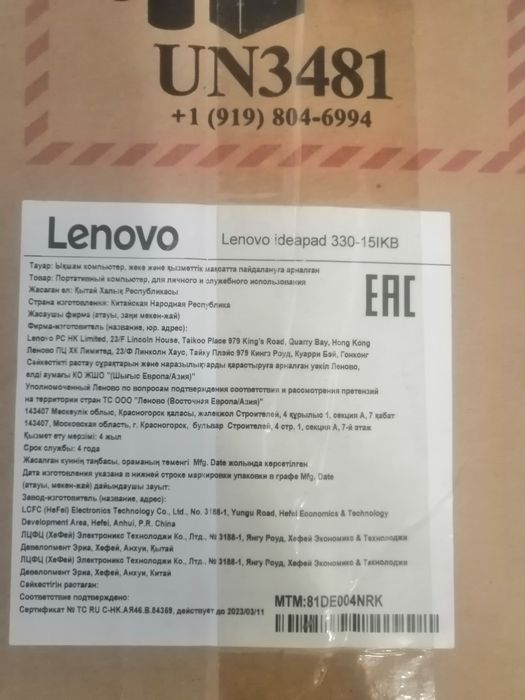 UN3481
+1 (919) 804-6994
Lenovo
Lenovo ideapad 330-15IKB
EAC
Тауар: Ықшам компьютер, жеке және қызметтік мақсатта пайдалануға арналған
Товар: Портативный компьютер, для личного и служебного использования
Жасаған ел: Қытай Халық Республикасы
Страна изготовления: Китайская Народная Республика
Жасаушы фирма (атауы, заңи мекен-жай)
Фирма-изготовитель (название, юр. адрес):
Lenovo PC HK Limited, 23/F Lincoln House, Taikoo Place 979 King's Road, Quarry Bay, Hong Kong
Леново ПЦ ХК Лимитед, 23/Ф Линколн Хаус, Тайку Плэйс 979 Кингз Роуд, Куарри Бэй, Гонконг
Сәйкестікті растау сұрақтарын және наразылықтарды қарастыруға арналған уәкіл Леново,
елді аумағы КО ЖШО "(Шығыс Европа/Азия)"
Уполномоченный Леново по вопросам подтверждения соответствия и рассмотрения претензий
на территории стран ТС ООО "Леново (Восточная Европа/Азия)"
143407 Мәскеулік облыс, Красногорск қаласы, желекжол Строителей, 4 құрылыс 1, секция А, 7 қабат
143407, Московская область, г. Красногорск, бульвар Строителей, 4 стр. 1, секция А, 7-й этаж
Қызмет ету мерзімі: 4 жыл
Срок службы: 4 года
Жасалған күннің таңбасы, ораманың төменгі Mfg. Date жолында көрсетілген
Дата изготовления указана в нижней строке маркировки упаковки в графе Mfg. Date
(атауы, мекен-жай) дайындаушы зауыт:
Завод-изготовитель (название, адрес):
LCFC (HeFei) Electronics Technology Co., Ltd., No. 3188-1, Yungu Road, Hefei Economics & Technology
Development Area, Hefei, Anhui, P.R. China
ЛЦФЦ (ХеФей) Электроникс Технолоджи Ко., Лтд., № 3188-1, Янгу Роуд, Хефей Экономикс & Текнолоджи
Девелопмент Эриа, Хефей, Анхуи, Қытай
ЛЦФЦ (ХеФей) Электроникс Технолоджи Ко., Лтд., № 3188-1, Янгу Роуд, Хефей Экономикс & Текнолоджи
Девелопмент Эриа, Хефей, Анхуи, Китай
Сәйкестігін растаған:
Соответствие подтверждено:
Сертификат № ТС RU C-HK.АЯ46.В.84369, действует до 2023/03/11
MTM:81DE004NRK